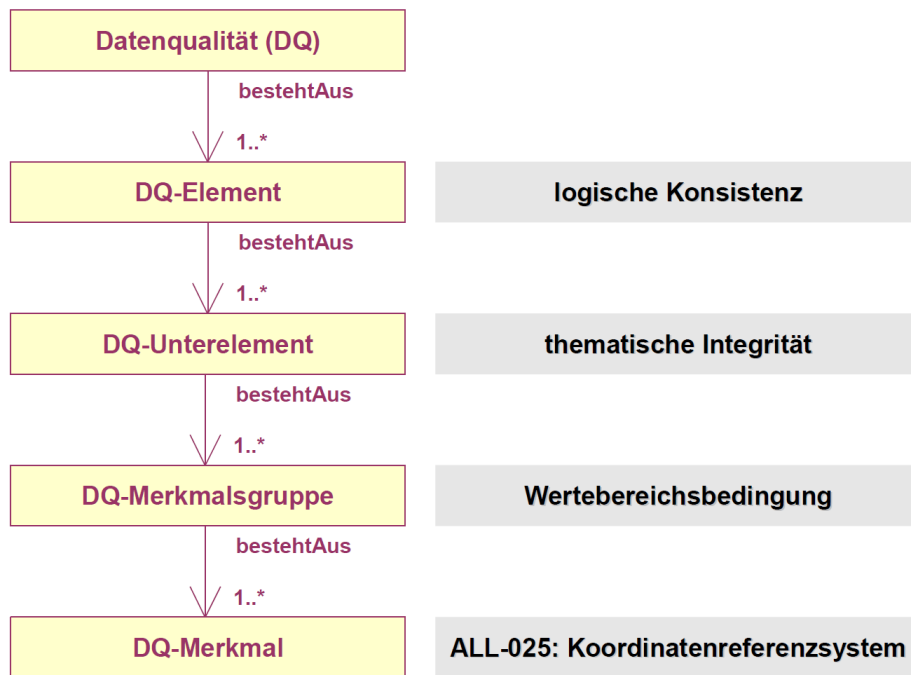 Datenqualität (DQ)
bestehtAus
1..*
DQ-Element
logische Konsistenz
bestehtAus
1..*
DQ-Unterelement
thematische Integrität
bestehtAus
1..*
DQ-Merkmalsgruppe
Wertebereichsbedingung
bestehtAus
1..*
DQ-Merkmal
ALL-025: Koordinatenreferenzsystem